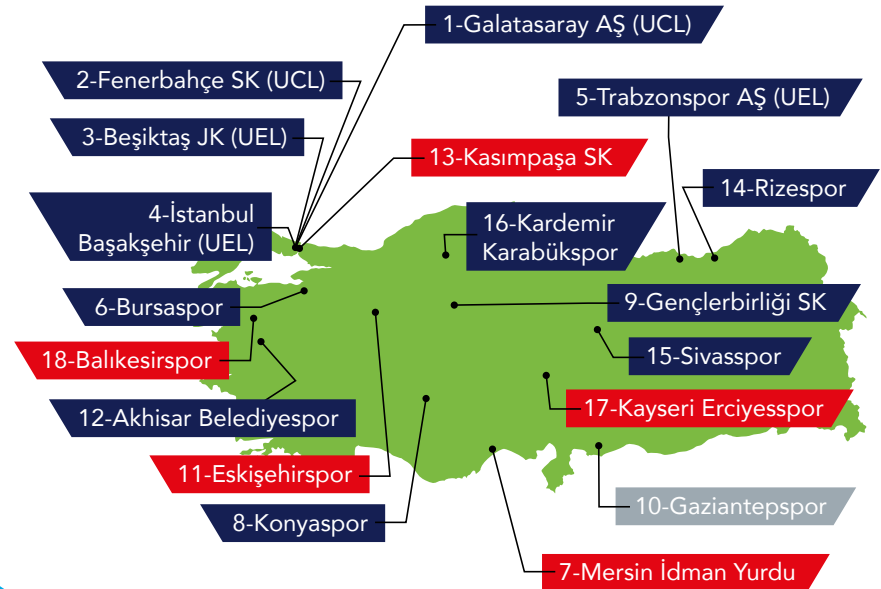 1-Galatasaray AŞ (UCL)
2-Fenerbahçe SK (UCL)
5-Trabzonspor AŞ (UEL)
3-Beşiktaş JK (UEL)
13-Kasımpaşa SK
14-Rizespor
4-İstanbul
Başakşehir (UEL)
16-Kardemir
Karabükspor
6-Bursaspor
9-Gençlerbirliği SK
18-Balıkesirspor
15-Sivasspor
12-Akhisar Belediyespor
17-Kayseri Erciyesspor
11-Eskişehirspor
10-Gaziantepspor
8-Konyaspor
7-Mersin İdman Yurdu